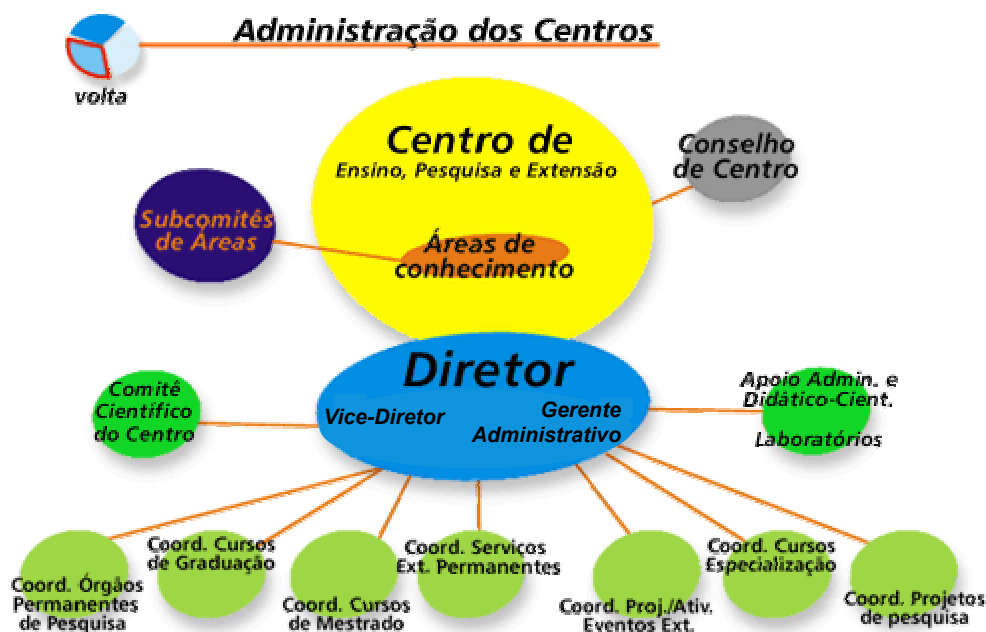 Administração dos Centros
volta
Centro de
Ensino, Pesquisa e Extensão
Conselho
de Centro
Subcomitês
de Áreas
Áreas de
conhecimento
Diretor
Vice-Diretor
Gerente
Administrativo
Comitê
Científico
do Centro
Apoio Admin. e
Didático-Cient.
Laboratórios
Coord. Órgãos
Permanentes
de Pesquisa
Coord. Cursos
de Graduação
Coord. Cursos
de Mestrado
Coord. Serviços
Ext. Permanentes
Coord. Proj./Ativ.
Eventos Ext.
Coord. Cursos
Especialização
Coord. Projetos
de pesquisa